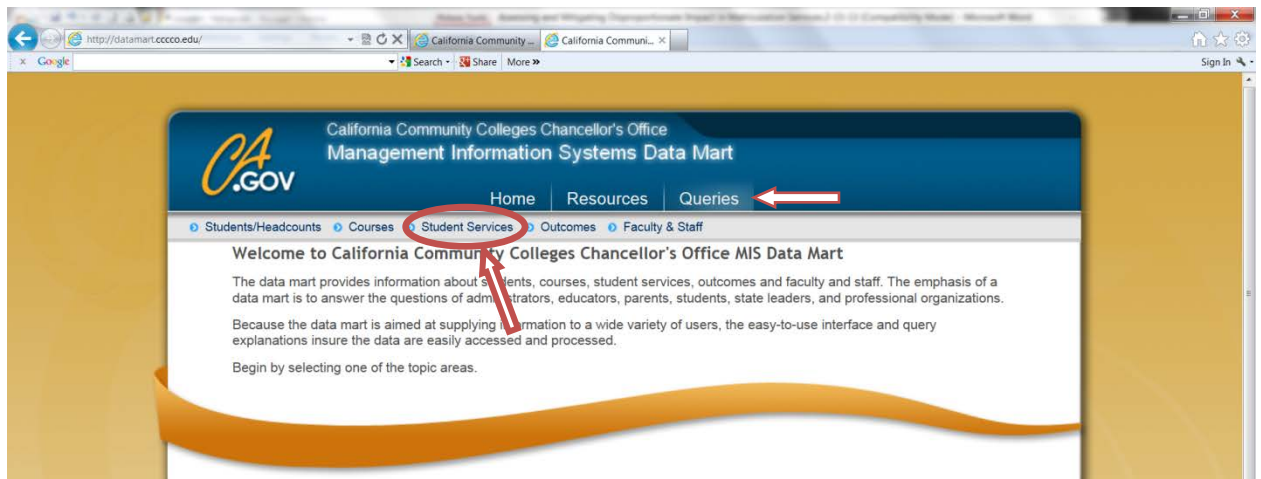 http://datamart.cccco.edu/
California Community ...
California Communi...
x Google
Search
Share
More »
Sign In
CA
.GOV
California Community Colleges Chancellor's Office
Management Information Systems Data Mart
Home
Resources
Queries
Students/Headcounts
Courses
Student Services
Outcomes
Faculty & Staff
Welcome to California Community Colleges Chancellor's Office MIS Data Mart
The data mart provides information about students, courses, student services, outcomes and faculty and staff. The emphasis of a
data mart is to answer the questions of administrators, educators, parents, students, state leaders, and professional organizations.
Because the data mart is aimed at supplying information to a wide variety of users, the easy-to-use interface and query
explanations insure the data are easily accessed and processed.
Begin by selecting one of the topic areas.